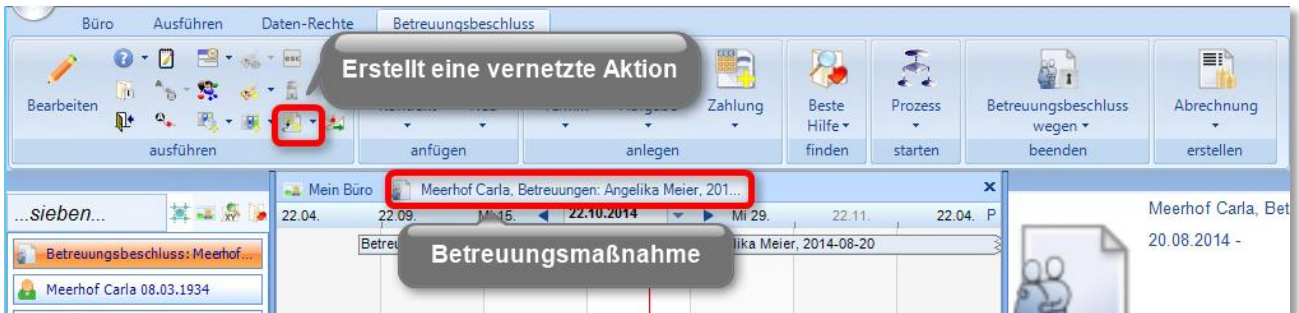 Büro Ausführen Daten-Rechte Betreuungsbeschluss
Erstellt eine vernetzte Aktion
Bearbeiten Zahlung Beste Hilfe Prozess Betreuungsbeschluss wegen Abrechnung
ausführen anfügen anlegen finden starten beenden erstellen
Mein Büro Meerhof Carla, Betreuungen: Angelika Meier, 201...
...sieben... 22.04. 22.09. Mi 15. 22.10.2014 Mi 29. 22.11. 22.04. P Meerhof Carla, Bet
Betreuungsmaßnahme
Betreuungsbeschluss: Meerhof... lika Meier, 2014-08-20 20.08.2014 -
Meerhof Carla 08.03.1934